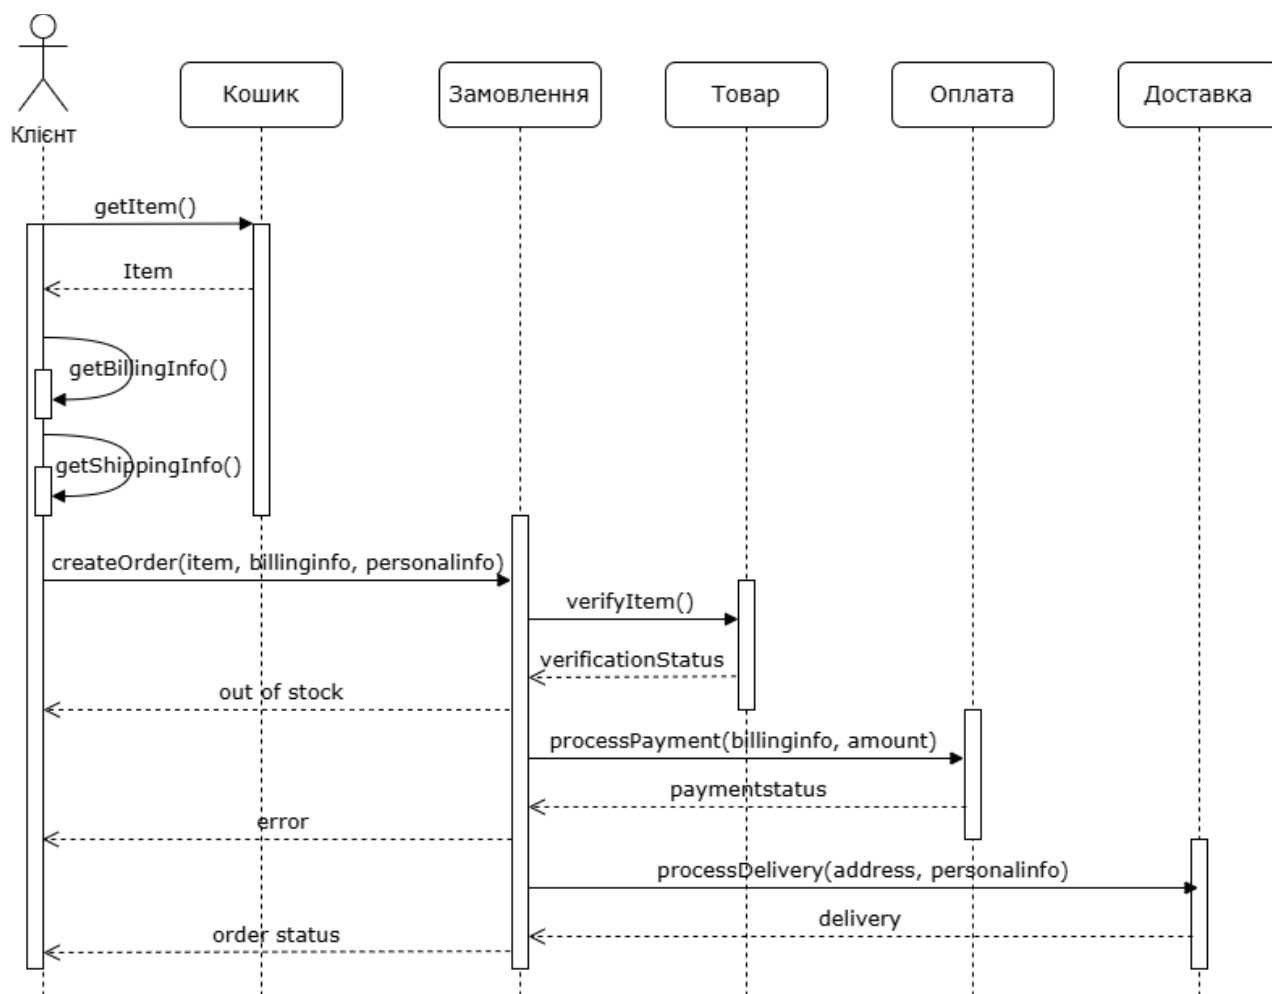 Клієнт
Кошик
Замовлення
Товар
Оплата
Доставка
getItem()
Item
getBillingInfo()
getShippingInfo()
createOrder(item, billinginfo, personalinfo)
verifyItem()
verificationStatus
out of stock
processPayment(billinginfo, amount)
paymentstatus
error
processDelivery(address, personalinfo)
delivery
order status